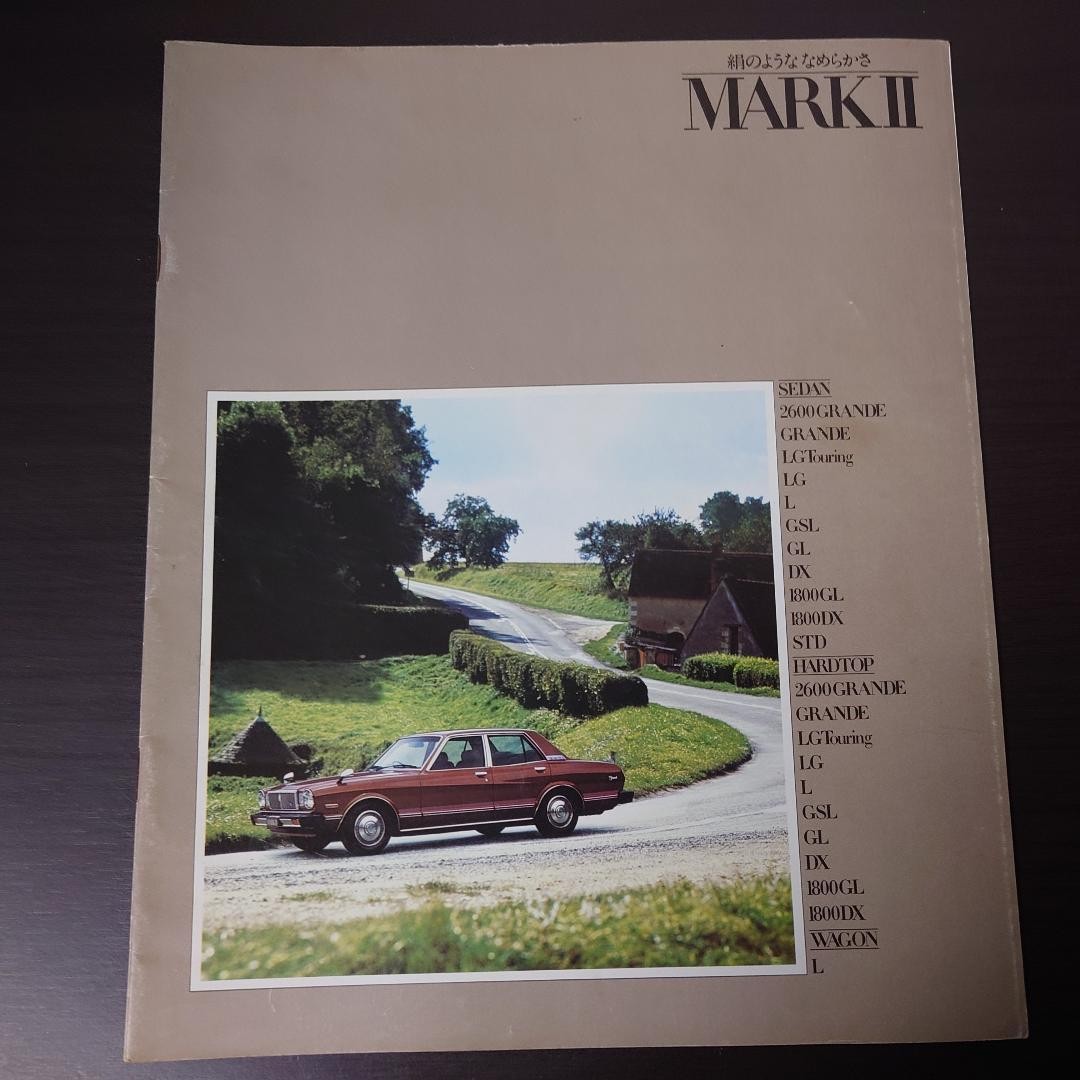 絹のような なめらかさ
MARK II
SEDAN
2600 GRANDE
GRANDE
LG Touring
LG
L
GSL
GL
DX
1800 GL
1800 DX
STD
HARDTOP
2600 GRANDE
GRANDE
LG Touring
LG
L
GSL
GL
DX
1800 GL
1800 DX
WAGON
L